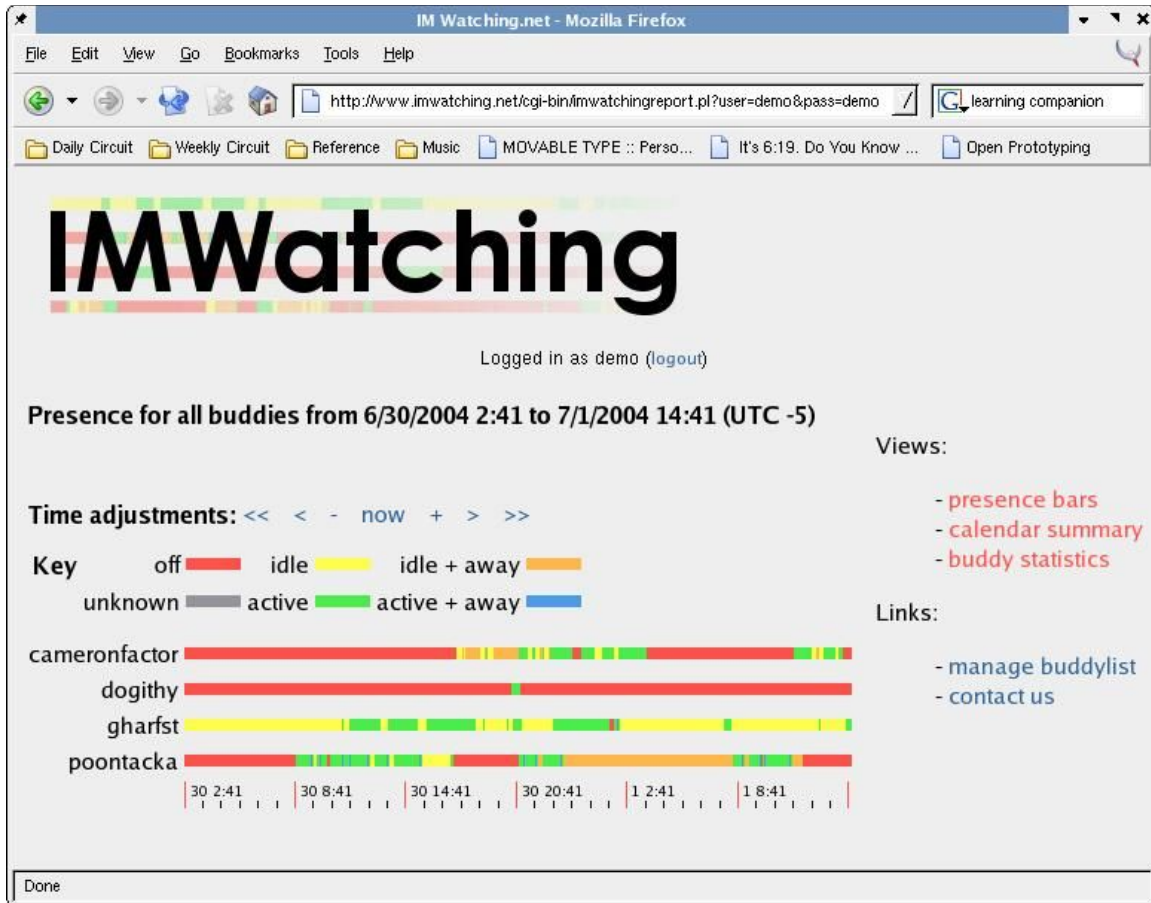 IM Watching.net - Mozilla Firefox
File Edit View Go Bookmarks Tools Help
http://www.imwatching.net/cgi-bin/imwatchingreport.pl?user=demo&pass=demo
G learning companion
Daily Circuit Weekly Circuit Reference Music MOVABLE TYPE :: Perso... It's 6:19. Do You Know ... Open Prototyping
IMWatching
Logged in as demo (logout)
Presence for all buddies from 6/30/2004 2:41 to 7/1/2004 14:41 (UTC -5)
Views:
- presence bars
- calendar summary
- buddy statistics
Links:
- manage buddylist
- contact us
Time adjustments: << < - now + > >>
Key off idle idle + away
unknown active active + away
cameronfactor
dogithy
gharfst
poontacka
30 2:41 30 8:41 30 14:41 30 20:41 1 2:41 1 8:41
Done